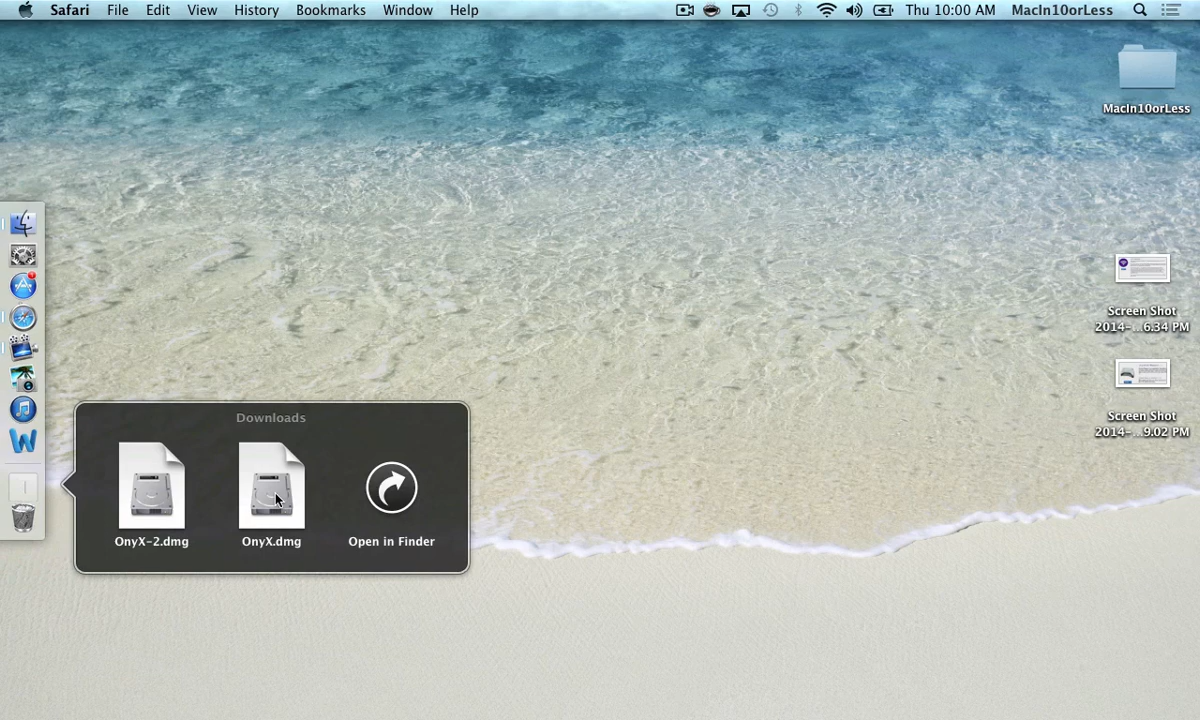 Safari File Edit View History Bookmarks Window Help Thu 10:00 AM MacIn10orLess
MacIn10orLess
Screen Shot
2014-...6.34 PM
Screen Shot
2014-...9.02 PM
Downloads
OnyX-2.dmg OnyX.dmg Open in Finder